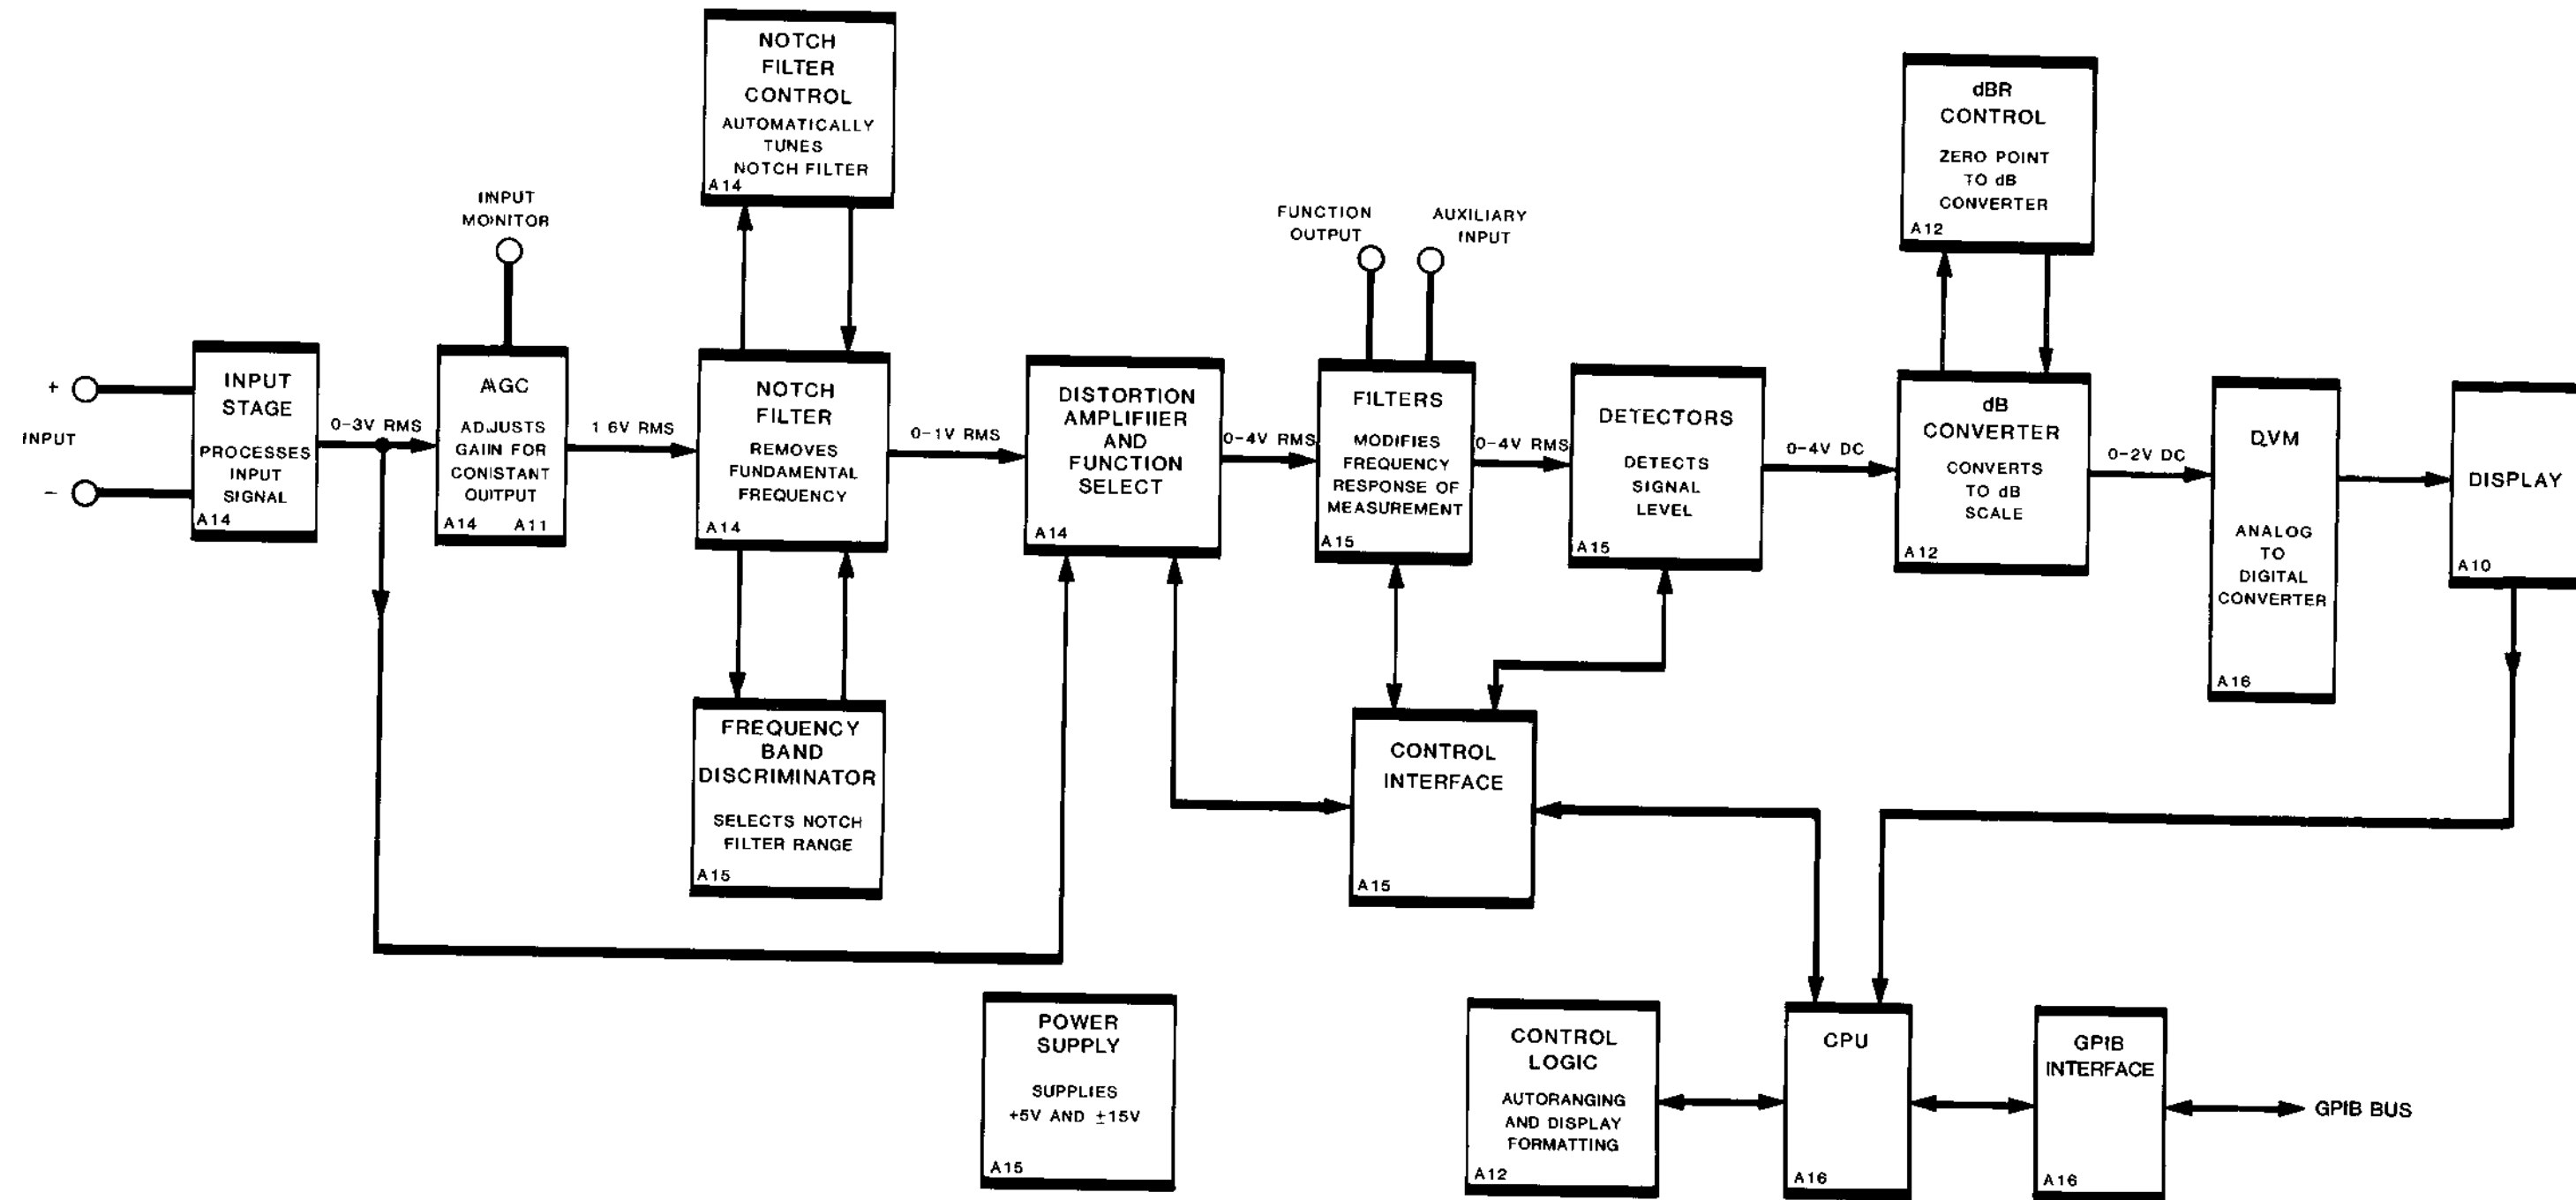 NOTCH
FILTER
CONTROL
AUTOMATICALLY
TUNES
NOTCH FILTER
A14
dBR
CONTROL
ZERO POINT
TO dB
CONVERTER
A12
INPUT
MONITOR
FUNCTION
OUTPUT
AUXILIARY
INPUT
+
INPUT
−
INPUT
STAGE
PROCESSES
INPUT
SIGNAL
A14
0-3V RMS
AGC
ADJUSTS
GAIN FOR
CONSTANT
OUTPUT
A14 A11
1 6V RMS
NOTCH
FILTER
REMOVES
FUNDAMENTAL
FREQUENCY
A14
0-1V RMS
DISTORTION
AMPLIFIIER
AND
FUNCTION
SELECT
A14
0-4V RMS
FILTERS
MODIFIES
FREQUENCY
RESPONSE OF
MEASUREMENT
A15
0-4V RMS
DETECTORS
DETECTS
SIGNAL
LEVEL
A15
0-4V DC
dB
CONVERTER
CONVERTS
TO dB
SCALE
A12
0-2V DC
DVM
ANALOG
TO
DIGITAL
CONVERTER
A16
DISPLAY
A10
FREQUENCY
BAND
DISCRIMINATOR
SELECTS NOTCH
FILTER RANGE
A15
CONTROL
INTERFACE
A15
POWER
SUPPLY
SUPPLIES
+5V AND ±15V
A15
CONTROL
LOGIC
AUTORANGING
AND DISPLAY
FORMATTING
A12
CPU
A16
GPIB
INTERFACE
A16
GPIB BUS